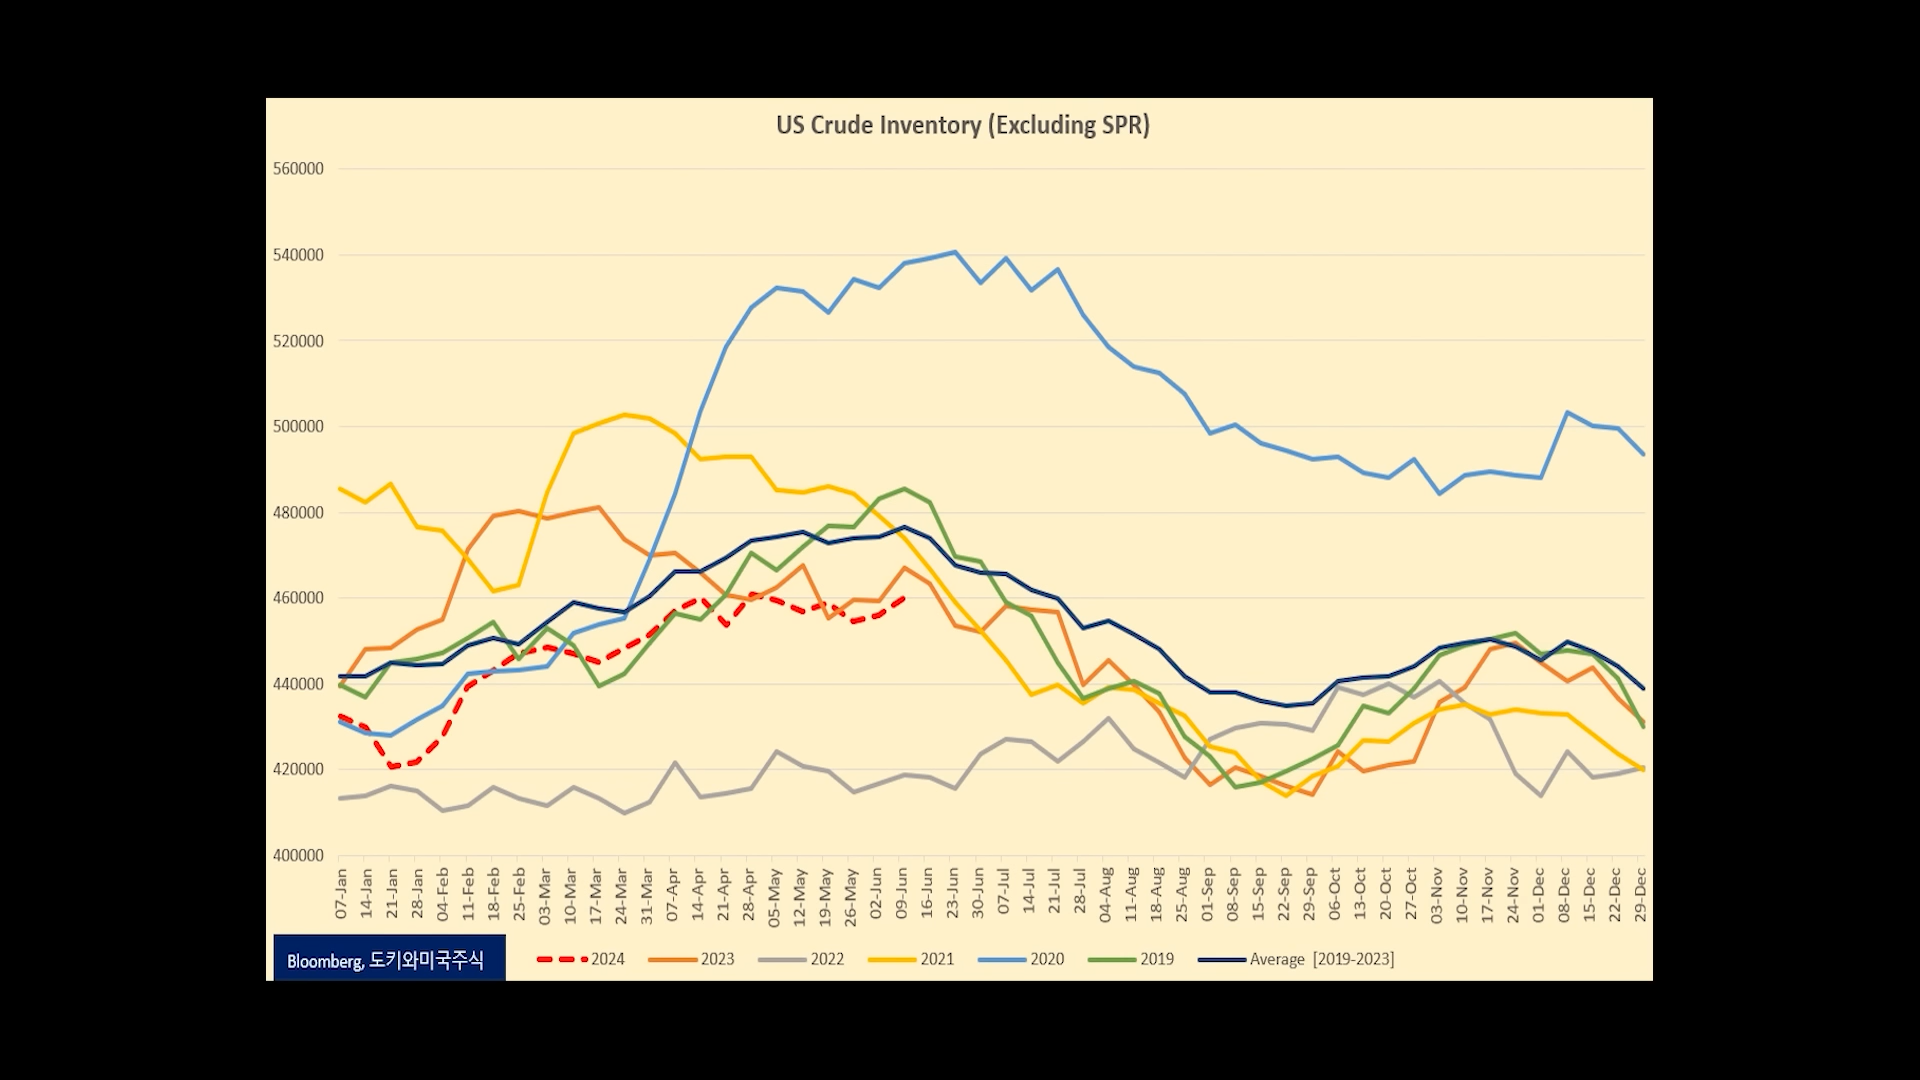 US Crude Inventory (Excluding SPR)
560000
540000
520000
500000
480000
460000
440000
420000
400000
07-Jan
14-Jan
21-Jan
28-Jan
04-Feb
11-Feb
18-Feb
25-Feb
03-Mar
10-Mar
17-Mar
24-Mar
31-Mar
07-Apr
14-Apr
21-Apr
28-Apr
05-May
12-May
19-May
26-May
02-Jun
09-Jun
16-Jun
23-Jun
30-Jun
07-Jul
14-Jul
21-Jul
28-Jul
04-Aug
11-Aug
18-Aug
25-Aug
01-Sep
08-Sep
15-Sep
22-Sep
29-Sep
06-Oct
13-Oct
20-Oct
27-Oct
03-Nov
10-Nov
17-Nov
24-Nov
01-Dec
08-Dec
15-Dec
22-Dec
29-Dec
Bloomberg, 도키와미국주식
2024
2023
2022
2021
2020
2019
Average [2019-2023]